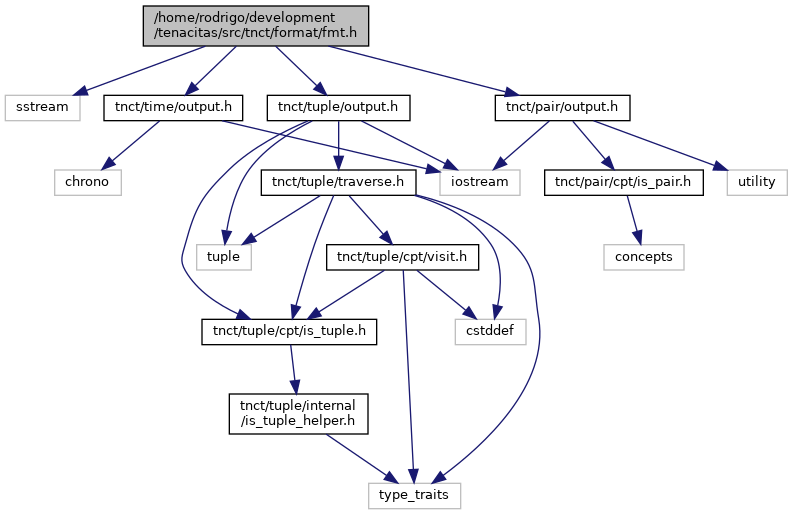 /home/rodrigo/development
/tenacitas/src/tnct/format/fmt.h
sstream
tnct/time/output.h
tnct/tuple/output.h
tnct/pair/output.h
chrono
tnct/tuple/traverse.h
iostream
tnct/pair/cpt/is_pair.h
utility
tuple
tnct/tuple/cpt/visit.h
concepts
tnct/tuple/cpt/is_tuple.h
cstddef
tnct/tuple/internal
/is_tuple_helper.h
type_traits